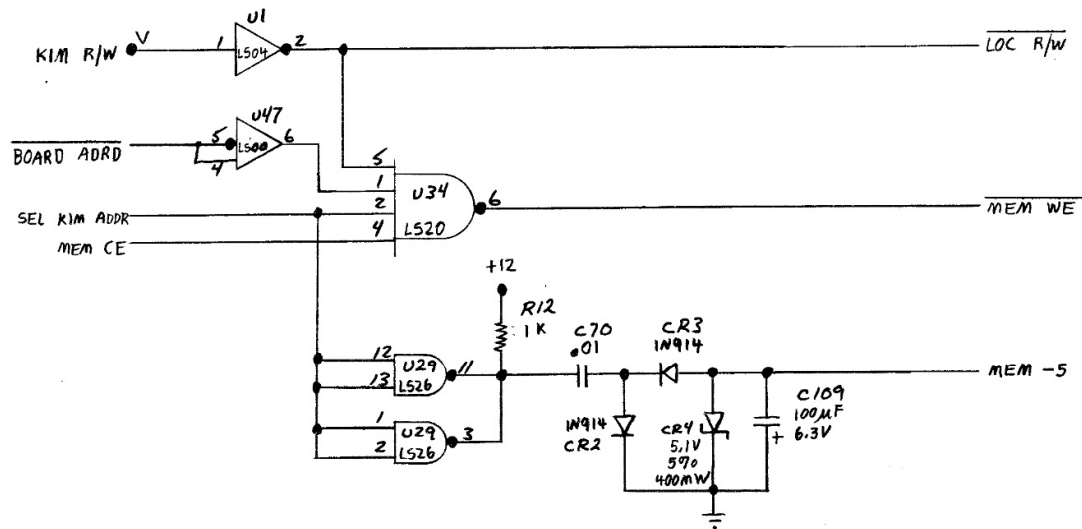 U1
V
KIM R/W
1
LS04
2
LOC R/W
U47
BOARD ADRD
5
4
LS00
6
5
1
2
4
U34
LS20
6
MEM WE
SEL KIM ADDR
MEM CE
+12
R12
1K
C70
.01
CR3
1N914
MEM -5
12
13
U29
LS26
11
1
2
U29
LS26
3
1N914
CR2
CR4
5.1V
5%
400MW
C109
100µF
+ 6.3V